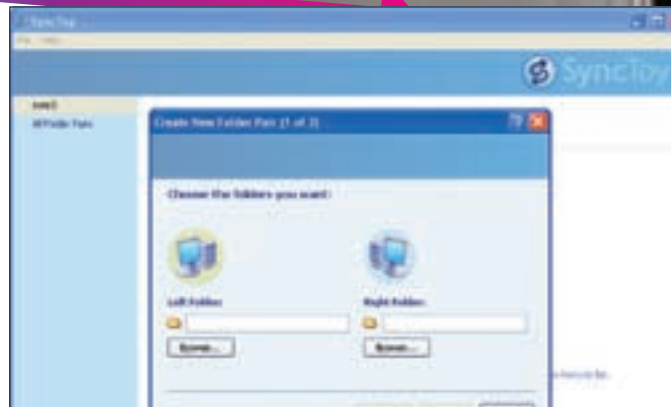 SyncToy
SyncToy
All Folder Pairs
Create New Folder Pair (1 of 3)
Choose the folders you want:
Left Folder Right Folder
Browse... Browse...